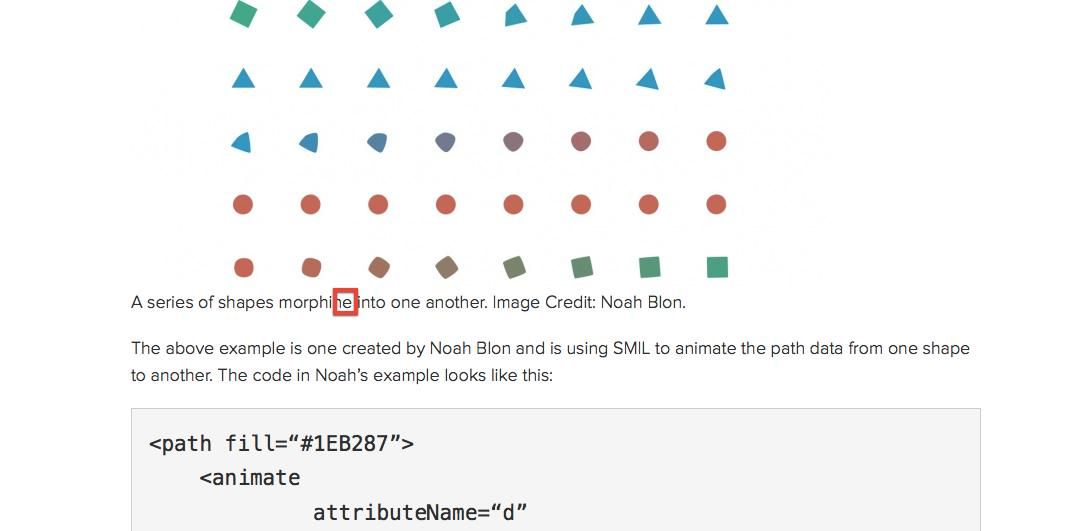 A series of shapes morphine into one another. Image Credit: Noah Blon.
The above example is one created by Noah Blon and is using SMIL to animate the path data from one shape
to another. The code in Noah’s example looks like this:
<path fill=“#1EB287”>
<animate
attributeName=“d”